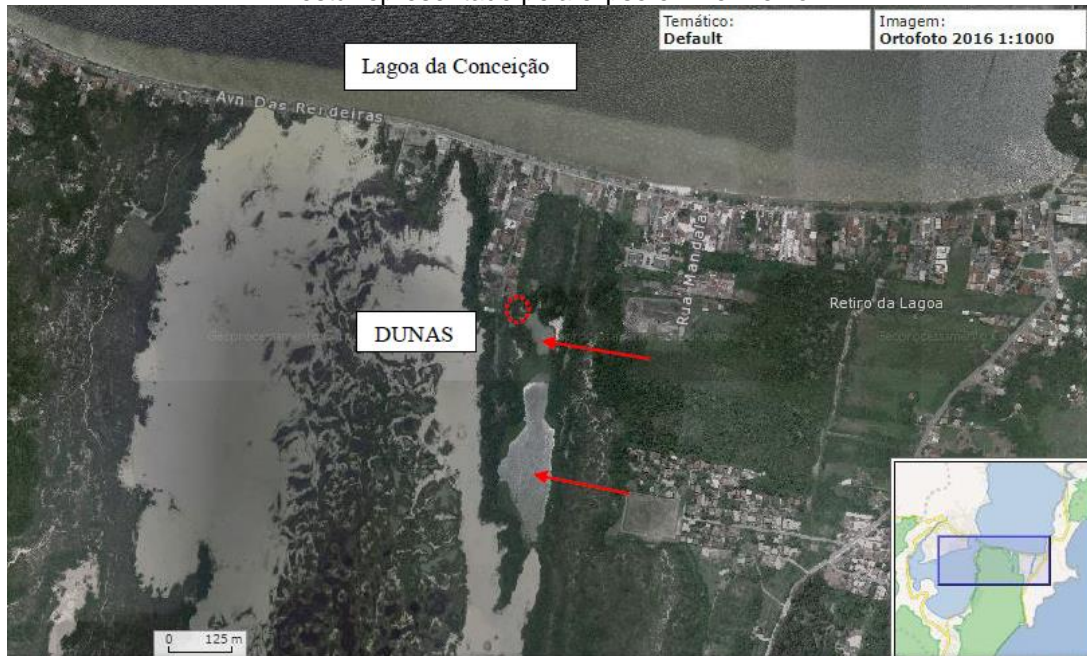 Temático:
Default
Imagem:
Ortofoto 2016 1:1000
Lagoa da Conceição
Avn Das Rendeiras
Rua Mandala
Retiro da Lagoa
DUNAS
0 125 m